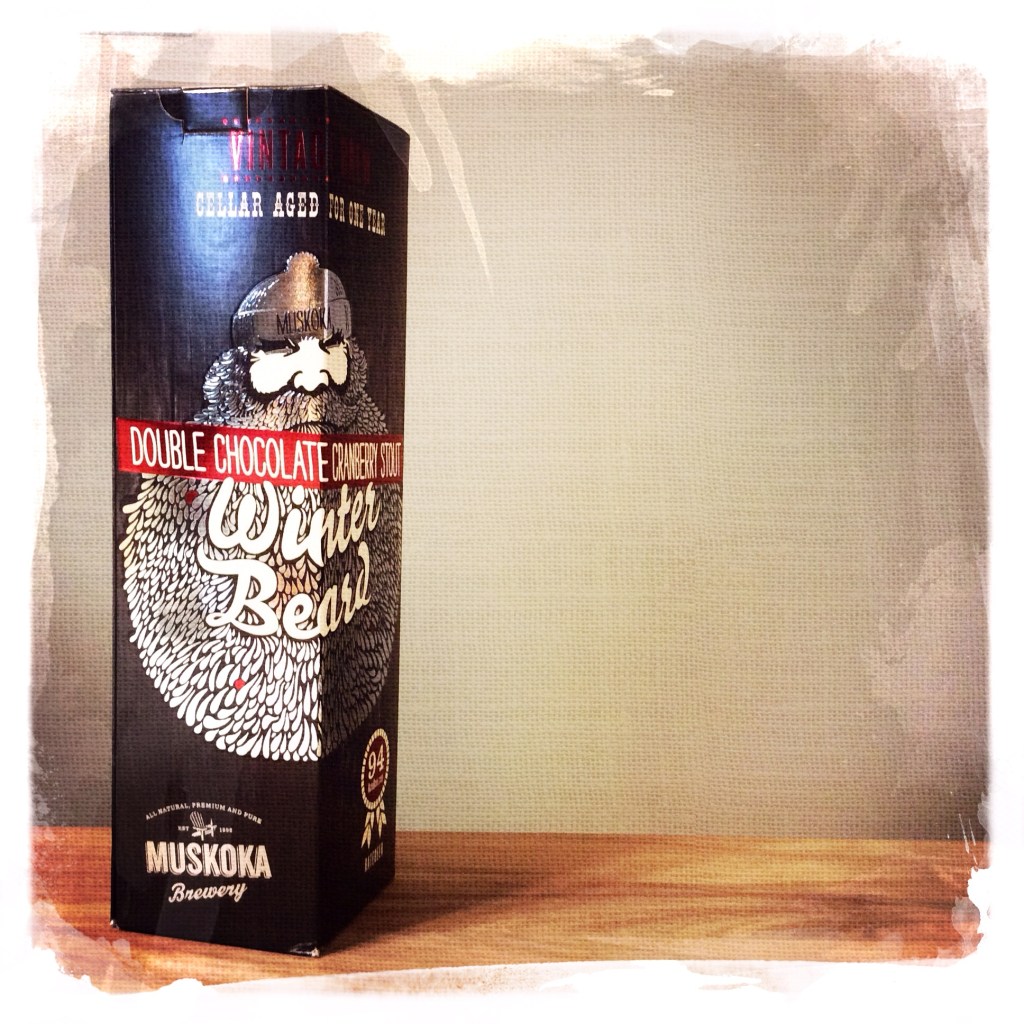 CELLAR AGED FOR ONE YEAR
MUSKOKA
DOUBLE CHOCOLATE CRANBERRY STOUT
Winter
Beard
94
ALL NATURAL, PREMIUM AND PURE
EST 1996
MUSKOKA
Brewery